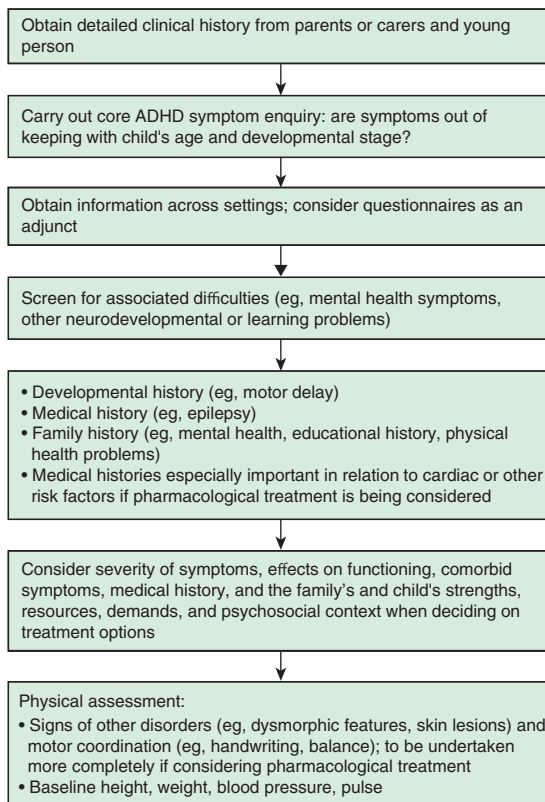 Obtain detailed clinical history from parents or carers and young
person
Carry out core ADHD symptom enquiry: are symptoms out of
keeping with child's age and developmental stage?
Obtain information across settings; consider questionnaires as an
adjunct
Screen for associated difficulties (eg, mental health symptoms,
other neurodevelopmental or learning problems)
• Developmental history (eg, motor delay)
• Medical history (eg, epilepsy)
• Family history (eg, mental health, educational history, physical
health problems)
• Medical histories especially important in relation to cardiac or other
risk factors if pharmacological treatment is being considered
Consider severity of symptoms, effects on functioning, comorbid
symptoms, medical history, and the family’s and child's strengths,
resources, demands, and psychosocial context when deciding on
treatment options
Physical assessment:
• Signs of other disorders (eg, dysmorphic features, skin lesions) and
motor coordination (eg, handwriting, balance); to be undertaken
more completely if considering pharmacological treatment
• Baseline height, weight, blood pressure, pulse